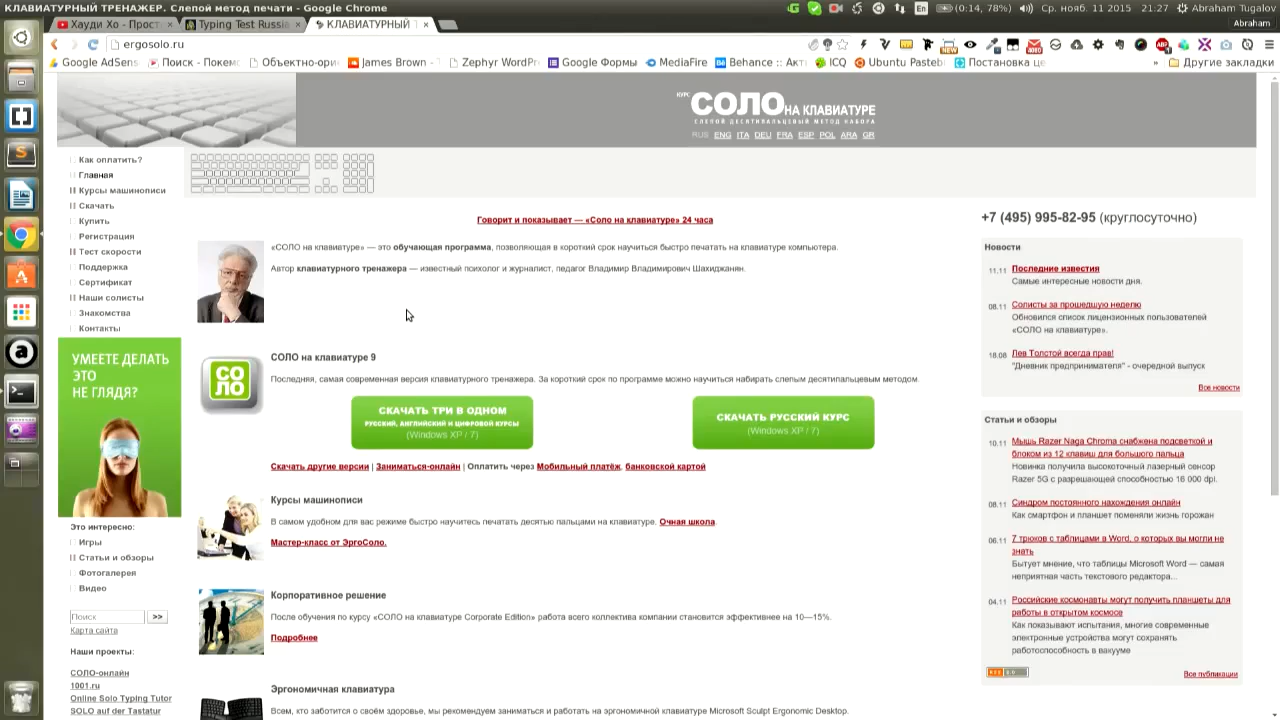 КЛАВИАТУРНЫЙ ТРЕНАЖЕР. Слепой метод печати - Google Chrome
(0:14, 78%)
Ср. нояб. 11 2015
21:27
Abraham Tugalov
Хауди Хо - Прост
Typing Test Russia
КЛАВИАТУРНЫЙ Т
Abraham
ergosolo.ru
Google AdSens
Поиск - Покемо
Объектно-ори
James Brown -
Zephyr WordPr
Google Формы
MediaFire
Behance :: Акт
ICQ
Ubuntu Pasteb
Постановка це
»
Другие закладки
КУРС
СОЛО НА КЛАВИАТУРЕ
СЛЕПОЙ ДЕСЯТИПАЛЬЦЕВЫЙ МЕТОД НАБОРА
RUS ENG ITA DEU FRA ESP POL ARA GR
Как оплатить?
Главная
Курсы машинописи
Скачать
Купить
Регистрация
Тест скорости
Поддержка
Сертификат
Наши солисты
Знакомства
Контакты
УМЕЕТЕ ДЕЛАТЬ
ЭТО
НЕ ГЛЯДЯ?
Это интересно:
Игры
Статьи и обзоры
Фотогалерея
Видео
Поиск
>>
Карта сайта
Наши проекты:
СОЛО-онлайн
1001.ru
Online Solo Typing Tutor
SOLO auf der Tastatur
Говорит и показывает — «Соло на клавиатуре» 24 часа
«СОЛО на клавиатуре» — это обучающая программа, позволяющая в короткий срок научиться быстро печатать на клавиатуре компьютера.
Автор клавиатурного тренажера — известный психолог и журналист, педагог Владимир Владимирович Шахиджанян.
СО
ЛО
СОЛО на клавиатуре 9
Последняя, самая современная версия клавиатурного тренажера. За короткий срок по программе можно научиться набирать слепым десятипальцевым методом.
СКАЧАТЬ ТРИ В ОДНОМ
РУССКИЙ, АНГЛИЙСКИЙ И ЦИФРОВОЙ КУРСЫ
(Windows XP / 7)
СКАЧАТЬ РУССКИЙ КУРС
(Windows XP / 7)
Скачать другие версии | Заниматься-онлайн | Оплатить через Мобильный платёж, банковской картой
Курсы машинописи
В самом удобном для вас режиме быстро научитесь печатать десятью пальцами на клавиатуре. Очная школа.
Мастер-класс от ЭргоСоло.
Корпоративное решение
После обучения по курсу «СОЛО на клавиатуре Corporate Edition» работа всего коллектива компании становится эффективнее на 10—15%.
Подробнее
Эргономичная клавиатура
Всем, кто заботится о своём здоровье, мы рекомендуем заниматься и работать на эргономичной клавиатуре Microsoft Sculpt Ergonomic Desktop.
+7 (495) 995-82-95 (круглосуточно)
Новости
11.11 Последние известия
Самые интересные новости дня.
08.11 Солисты за прошедшую неделю
Обновился список лицензионных пользователей
«СОЛО на клавиатуре».
18.08 Лев Толстой всегда прав!
"Дневник предпринимателя" - очередной выпуск
Все новости
Статьи и обзоры
10.11 Мышь Razer Naga Chroma снабжена подсветкой и
блоком из 12 клавиш для большого пальца
Новинка получила высокоточный лазерный сенсор
Razer 5G с разрешающей способностью 16 000 dpi.
08.11 Синдром постоянного нахождения онлайн
Как смартфон и планшет поменяли жизнь горожан
06.11 7 трюков с таблицами в Word, о которых вы могли не
знать
Бытует мнение, что таблицы Microsoft Word — самая
неприятная часть текстового редактора...
04.11 Российские космонавты могут получить планшеты для
работы в открытом космосе
Как показывают испытания, многие современные
электронные устройства могут сохранять
работоспособность в вакууме
Все публикации